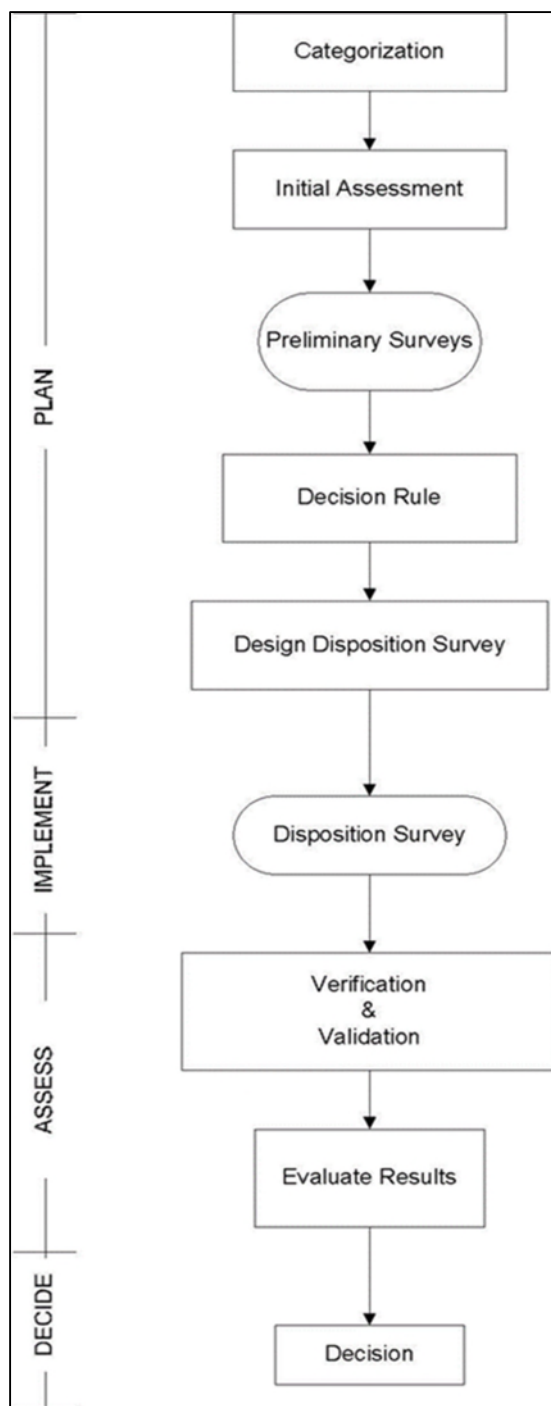 Categorization
Initial Assessment
Preliminary Surveys
PLAN
Decision Rule
Design Disposition Survey
IMPLEMENT
Disposition Survey
Verification
&
Validation
ASSESS
Evaluate Results
DECIDE
Decision